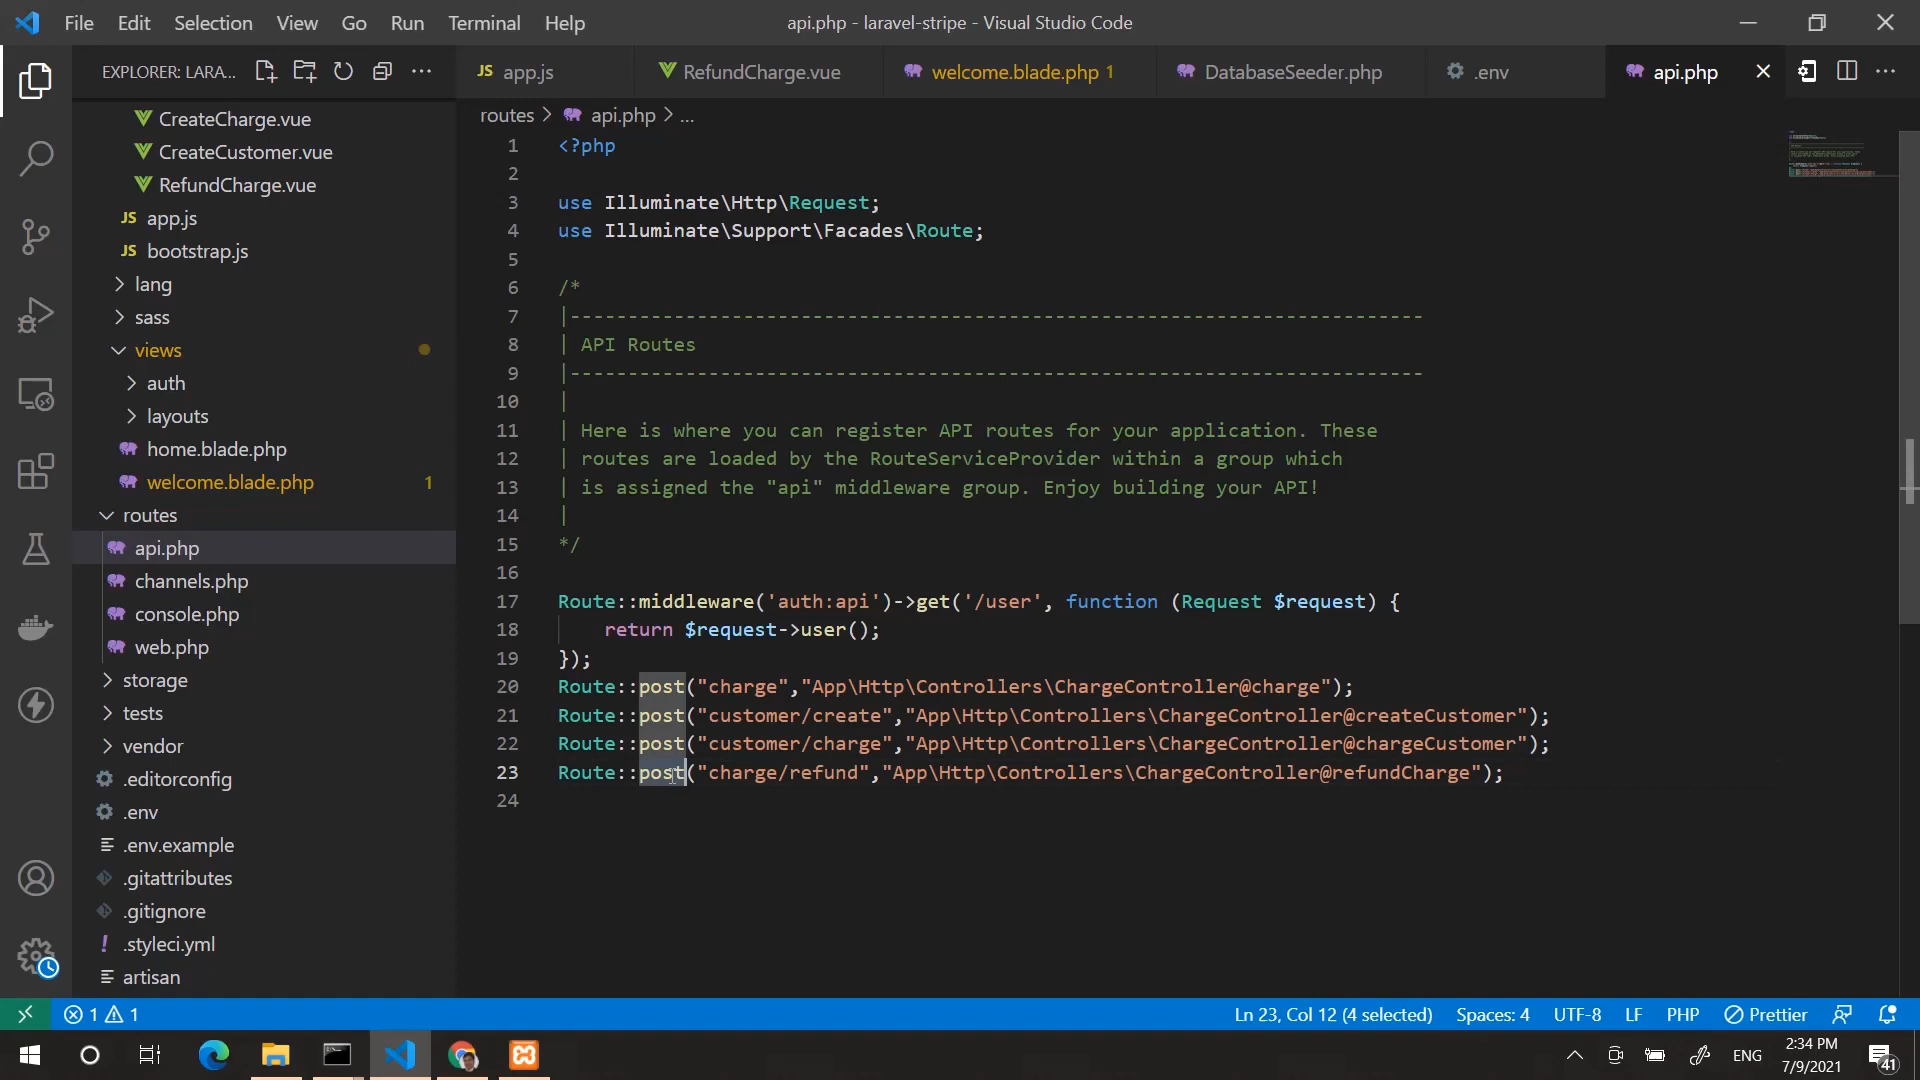 File Edit Selection View Go Run Terminal Help
api.php - laravel-stripe - Visual Studio Code
EXPLORER: LARA...
JS app.js
RefundCharge.vue
welcome.blade.php 1
DatabaseSeeder.php
.env
api.php
routes > api.php > ...
CreateCharge.vue
CreateCustomer.vue
RefundCharge.vue
JS app.js
JS bootstrap.js
lang
sass
views
auth
layouts
home.blade.php
welcome.blade.php 1
routes
api.php
channels.php
console.php
web.php
storage
tests
vendor
.editorconfig
.env
.env.example
.gitattributes
.gitignore
! .styleci.yml
artisan
1 <?php
2
3 use Illuminate\Http\Request;
4 use Illuminate\Support\Facades\Route;
5
6 /*
7 |--------------------------------------------------------------------------
8 | API Routes
9 |--------------------------------------------------------------------------
10 |
11 | Here is where you can register API routes for your application. These
12 | routes are loaded by the RouteServiceProvider within a group which
13 | is assigned the "api" middleware group. Enjoy building your API!
14 |
15 */
16
17 Route::middleware('auth:api')->get('/user', function (Request $request) {
18 return $request->user();
19 });
20 Route::post("charge","App\Http\Controllers\ChargeController@charge");
21 Route::post("customer/create","App\Http\Controllers\ChargeController@createCustomer");
22 Route::post("customer/charge","App\Http\Controllers\ChargeController@chargeCustomer");
23 Route::post("charge/refund","App\Http\Controllers\ChargeController@refundCharge");
24
1 1
Ln 23, Col 12 (4 selected) Spaces: 4 UTF-8 LF PHP Prettier
ENG
2:34 PM
7/9/2021
41